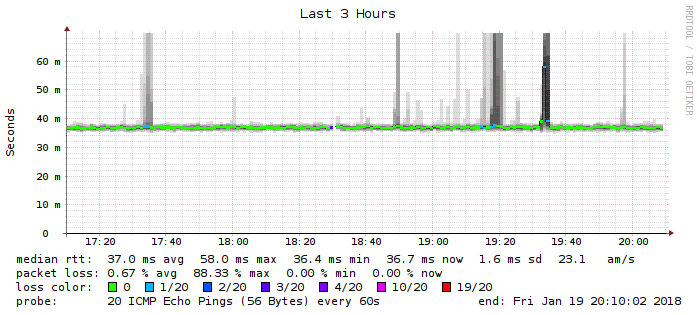 Last 3 Hours
RRDTOOL / TOBI OETIKER
Seconds
60 m
50 m
40 m
30 m
20 m
10 m
0
17:20 17:40 18:00 18:20 18:40 19:00 19:20 19:40 20:00
median rtt: 37.0 ms avg 58.0 ms max 36.4 ms min 36.7 ms now 1.6 ms sd 23.1 am/s
packet loss: 0.67 % avg 88.33 % max 0.00 % min 0.00 % now
loss color: 0 1/20 2/20 3/20 4/20 10/20 19/20
probe: 20 ICMP Echo Pings (56 Bytes) every 60s end: Fri Jan 19 20:10:02 2018